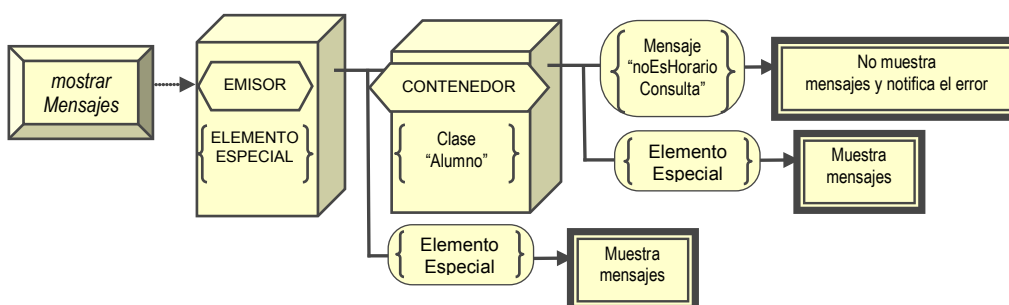 mostrar
Mensajes
EMISOR
ELEMENTO
ESPECIAL
CONTENEDOR
Clase
“Alumno”
Mensaje
“noEsHorario
Consulta”
No muestra
mensajes y notifica el error
Elemento
Especial
Muestra
mensajes
Elemento
Especial
Muestra
mensajes